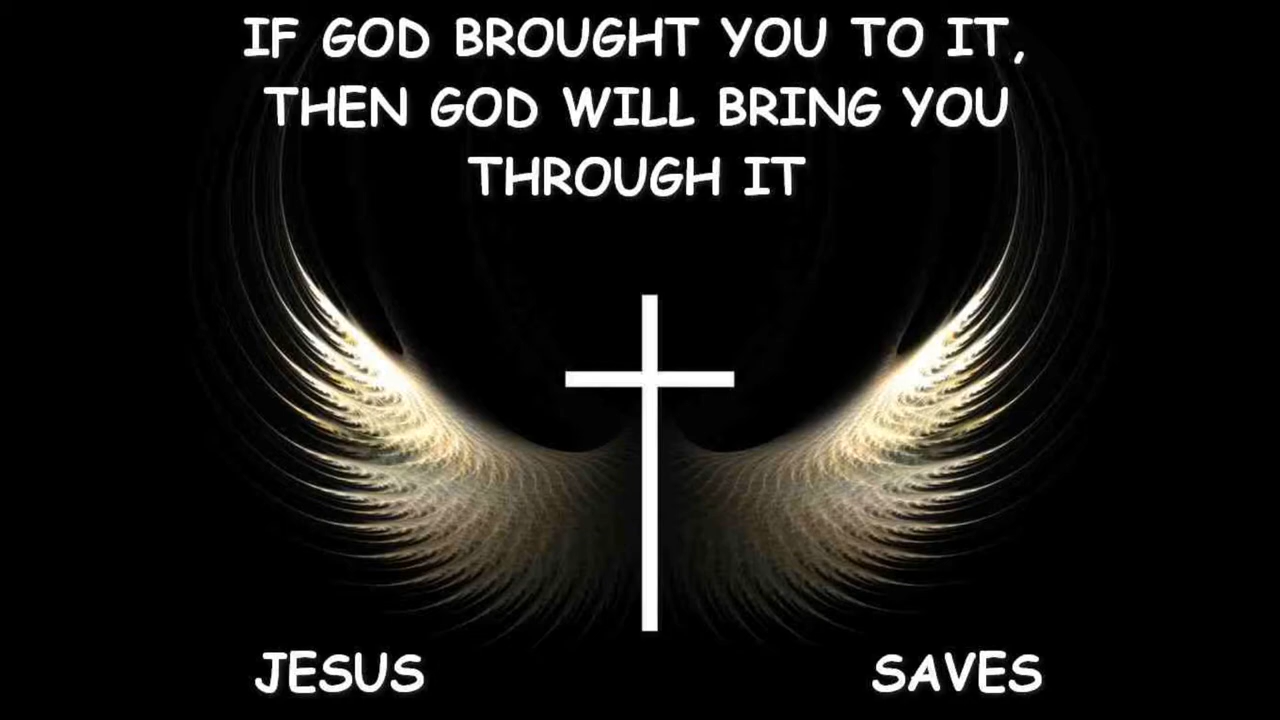 IF GOD BROUGHT YOU TO IT,
THEN GOD WILL BRING YOU
THROUGH IT
JESUS SAVES